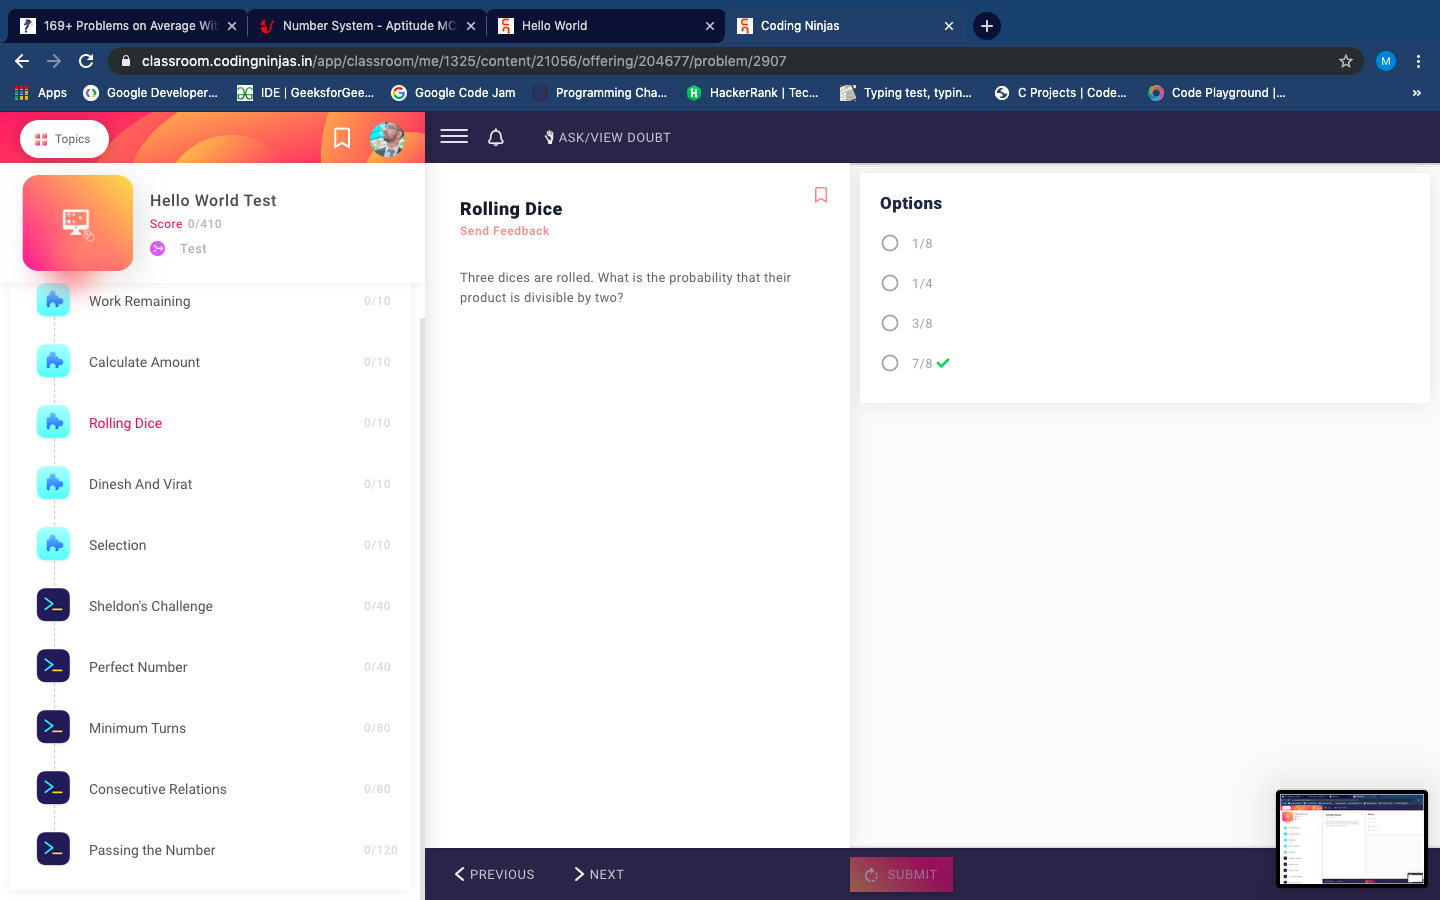 169+ Problems on Average Wit
Number System - Aptitude MC
Hello World
Coding Ninjas
classroom.codingninjas.in/app/classroom/me/1325/content/21056/offering/204677/problem/2907
M
Apps
Google Developer...
IDE | GeeksforGee...
Google Code Jam
Programming Cha...
HackerRank | Tec...
Typing test, typin...
C Projects | Code...
Code Playground |...
»
Topics
ASK/VIEW DOUBT
Hello World Test
Score 0/410
Test
Work Remaining 0/10
Calculate Amount 0/10
Rolling Dice 0/10
Dinesh And Virat 0/10
Selection 0/10
Sheldon's Challenge 0/40
Perfect Number 0/40
Minimum Turns 0/80
Consecutive Relations 0/80
Passing the Number 0/120
Rolling Dice
Send Feedback
Three dices are rolled. What is the probability that their
product is divisible by two?
Options
1/8
1/4
3/8
7/8
PREVIOUS
NEXT
SUBMIT